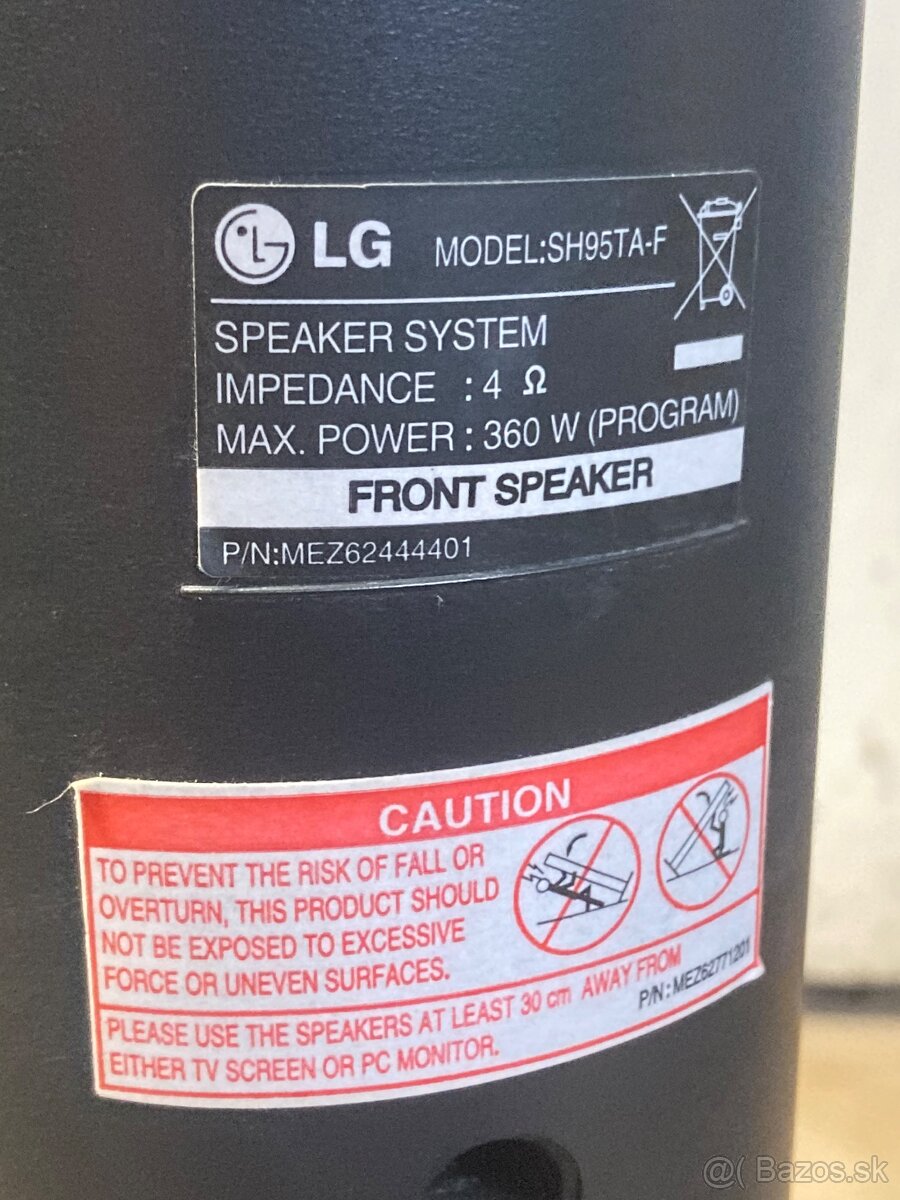 LG MODEL:SH95TA-F
SPEAKER SYSTEM
IMPEDANCE : 4 Ω
MAX. POWER : 360 W (PROGRAM)
FRONT SPEAKER
P/N:MEZ62444401
CAUTION
TO PREVENT THE RISK OF FALL OR
OVERTURN, THIS PRODUCT SHOULD
NOT BE EXPOSED TO EXCESSIVE
FORCE OR UNEVEN SURFACES.
PLEASE USE THE SPEAKERS AT LEAST 30 cm AWAY FROM
EITHER TV SCREEN OR PC MONITOR.
P/N:MEZ62771201
@( Bazos.sk